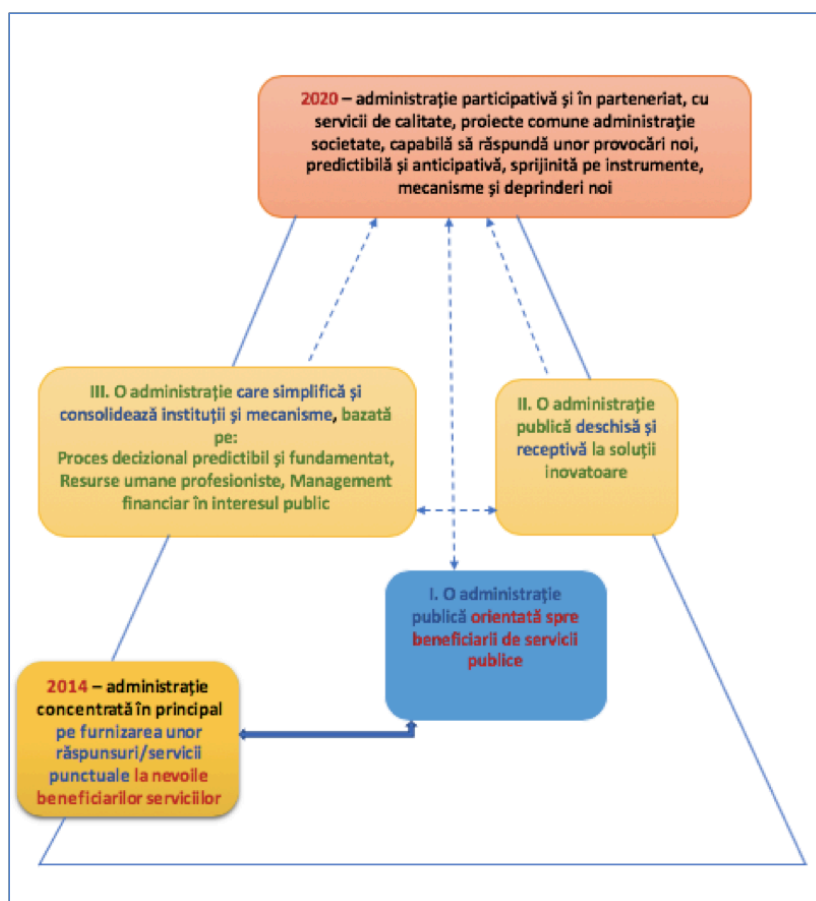 2020 – administrație participativă și în parteneriat, cu
servicii de calitate, proiecte comune administrație
societate, capabilă să răspundă unor provocări noi,
predictibilă și anticipativă, sprijinită pe instrumente,
mecanisme și deprinderi noi
III. O administrație care simplifică și
consolidează instituții și mecanisme, bazată
pe:
Proces decizional predictibil și fundamentat,
Resurse umane profesioniste, Management
financiar în interesul public
II. O administrație
publică deschisă și
receptivă la soluții
inovatoare
I. O administrație
publică orientată spre
beneficiarii de servicii
publice
2014 – administrație
concentrată în principal
pe furnizarea unor
răspunsuri/servicii
punctuale la nevoile
beneficiarilor serviciilor